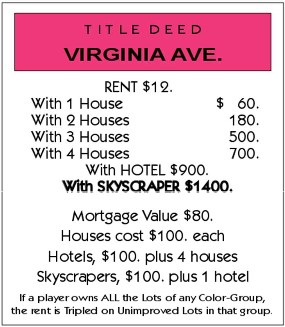 TITLE DEED
VIRGINIA AVE.
RENT $12.
With 1 House $ 60.
With 2 Houses 180.
With 3 Houses 500.
With 4 Houses 700.
With HOTEL $900.
With SKYSCRAPER $1400.
Mortgage Value $80.
Houses cost $100. each
Hotels, $100. plus 4 houses
Skyscrapers, $100. plus 1 hotel
If a player owns ALL the Lots of any Color-Group,
the rent is Tripled on Unimproved Lots in that group.